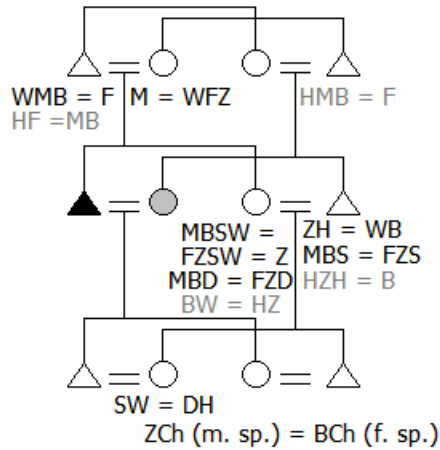 WMB = F
M = WFZ
HMB = F
HF =MB
MBSW =
ZH = WB
FZSW = Z
MBS = FZS
MBD = FZD
HZH = B
BW = HZ
SW = DH
ZCh (m. sp.) = BCh (f. sp.)